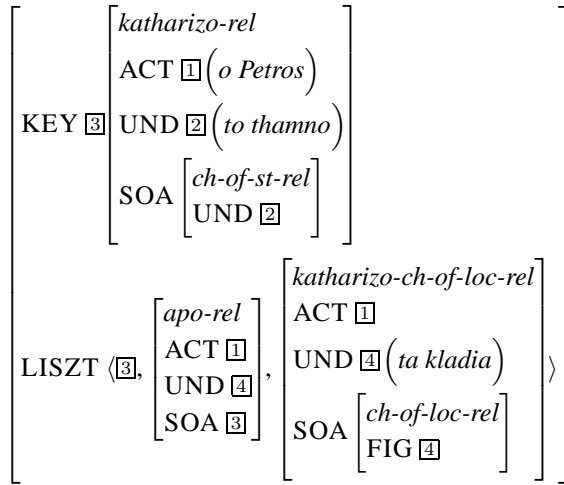 katharizo-rel
ACT 1 (o Petros)
KEY 3 UND 2 (to thamno)
SOA ch-of-st-rel
UND 2
katharizo-ch-of-loc-rel
apo-rel ACT 1
LISZT ⟨3, ACT 1 , UND 4 (ta kladia) ⟩
UND 4
SOA 3 SOA ch-of-loc-rel
FIG 4